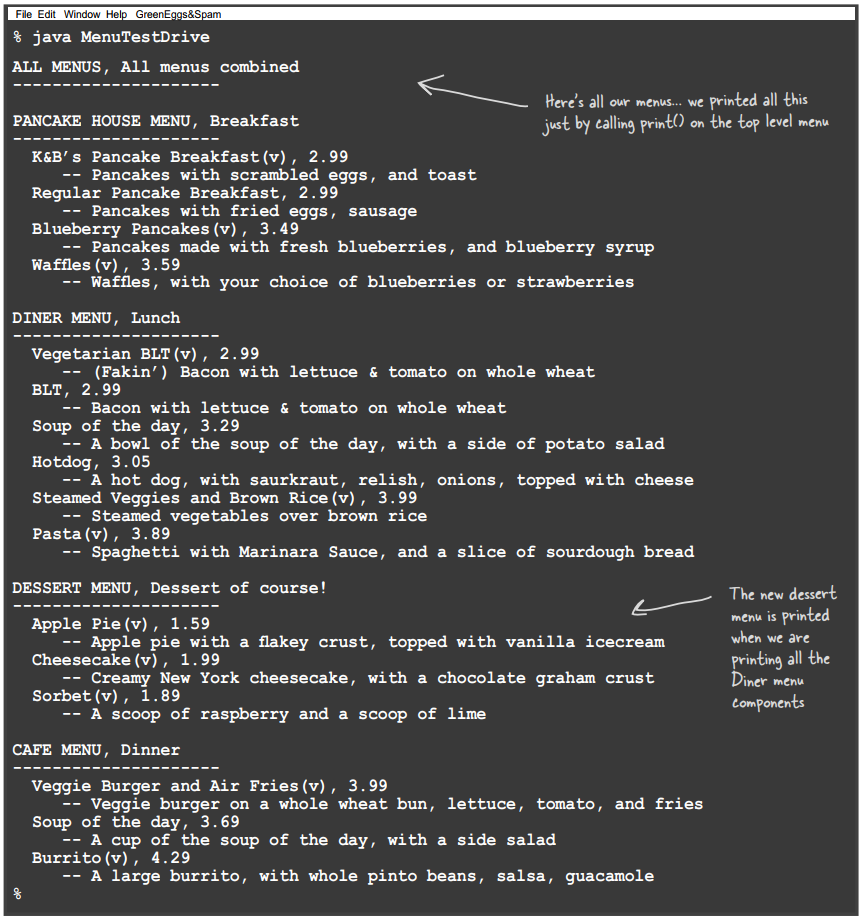 File Edit Window Help GreenEggs&Spam
% java MenuTestDrive
ALL MENUS, All menus combined
---------------------
Here's all our menus... we printed all this
just by calling print() on the top level menu
PANCAKE HOUSE MENU, Breakfast
---------------------
K&B’s Pancake Breakfast(v), 2.99
-- Pancakes with scrambled eggs, and toast
Regular Pancake Breakfast, 2.99
-- Pancakes with fried eggs, sausage
Blueberry Pancakes(v), 3.49
-- Pancakes made with fresh blueberries, and blueberry syrup
Waffles(v), 3.59
-- Waffles, with your choice of blueberries or strawberries
DINER MENU, Lunch
---------------------
Vegetarian BLT(v), 2.99
-- (Fakin’) Bacon with lettuce & tomato on whole wheat
BLT, 2.99
-- Bacon with lettuce & tomato on whole wheat
Soup of the day, 3.29
-- A bowl of the soup of the day, with a side of potato salad
Hotdog, 3.05
-- A hot dog, with saurkraut, relish, onions, topped with cheese
Steamed Veggies and Brown Rice(v), 3.99
-- Steamed vegetables over brown rice
Pasta(v), 3.89
-- Spaghetti with Marinara Sauce, and a slice of sourdough bread
DESSERT MENU, Dessert of course!
---------------------
Apple Pie(v), 1.59
-- Apple pie with a flakey crust, topped with vanilla icecream
Cheesecake(v), 1.99
-- Creamy New York cheesecake, with a chocolate graham crust
Sorbet(v), 1.89
-- A scoop of raspberry and a scoop of lime
The new dessert
menu is printed
when we are
printing all the
Diner menu
components
CAFE MENU, Dinner
---------------------
Veggie Burger and Air Fries(v), 3.99
-- Veggie burger on a whole wheat bun, lettuce, tomato, and fries
Soup of the day, 3.69
-- A cup of the soup of the day, with a side salad
Burrito(v), 4.29
-- A large burrito, with whole pinto beans, salsa, guacamole
%